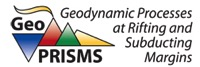 Geo
PRISMS
Geodynamic Processes
at Rifting and
Subducting
Margins